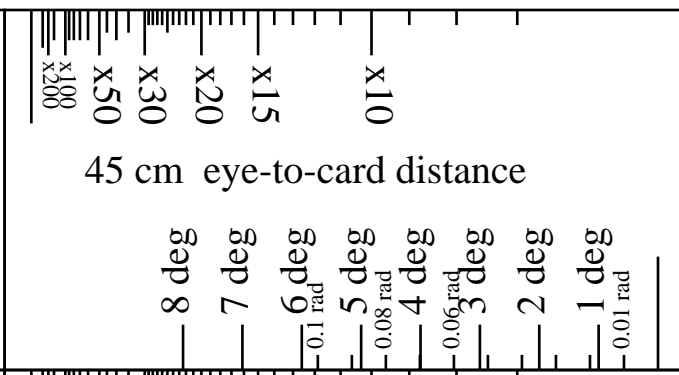 x200 x100 x50 x30 x20 x15 x10
45 cm eye-to-card distance
8 deg 7 deg 6 deg 0.1 rad 5 deg 0.08 rad 4 deg 0.06 rad 3 deg 2 deg 1 deg 0.01 rad